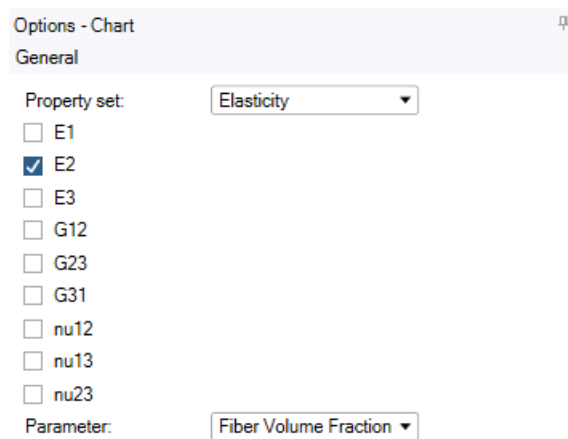 Options - Chart
General
Property set: Elasticity
E1
E2
E3
G12
G23
G31
nu12
nu13
nu23
Parameter: Fiber Volume Fraction